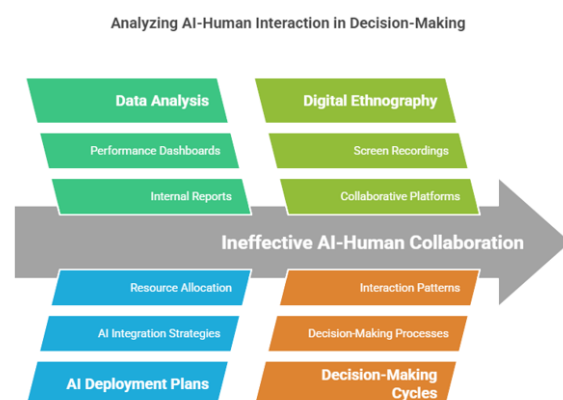 Analyzing AI-Human Interaction in Decision-Making
Data Analysis
Digital Ethnography
Performance Dashboards
Screen Recordings
Internal Reports
Collaborative Platforms
Ineffective AI-Human Collaboration
Resource Allocation
Interaction Patterns
AI Integration Strategies
Decision-Making Processes
AI Deployment Plans
Decision-Making
Cycles